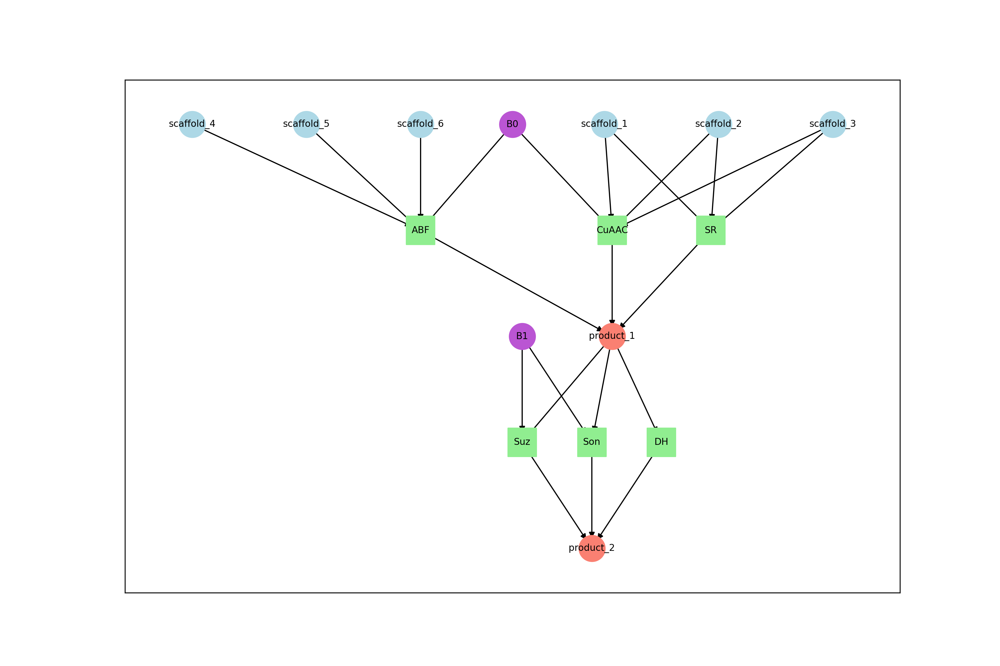 scaffold_4
scaffold_5
scaffold_6
B0
scaffold_1
scaffold_2
scaffold_3
ABF
CuAAC
SR
B1
product_1
Suz
Son
DH
product_2